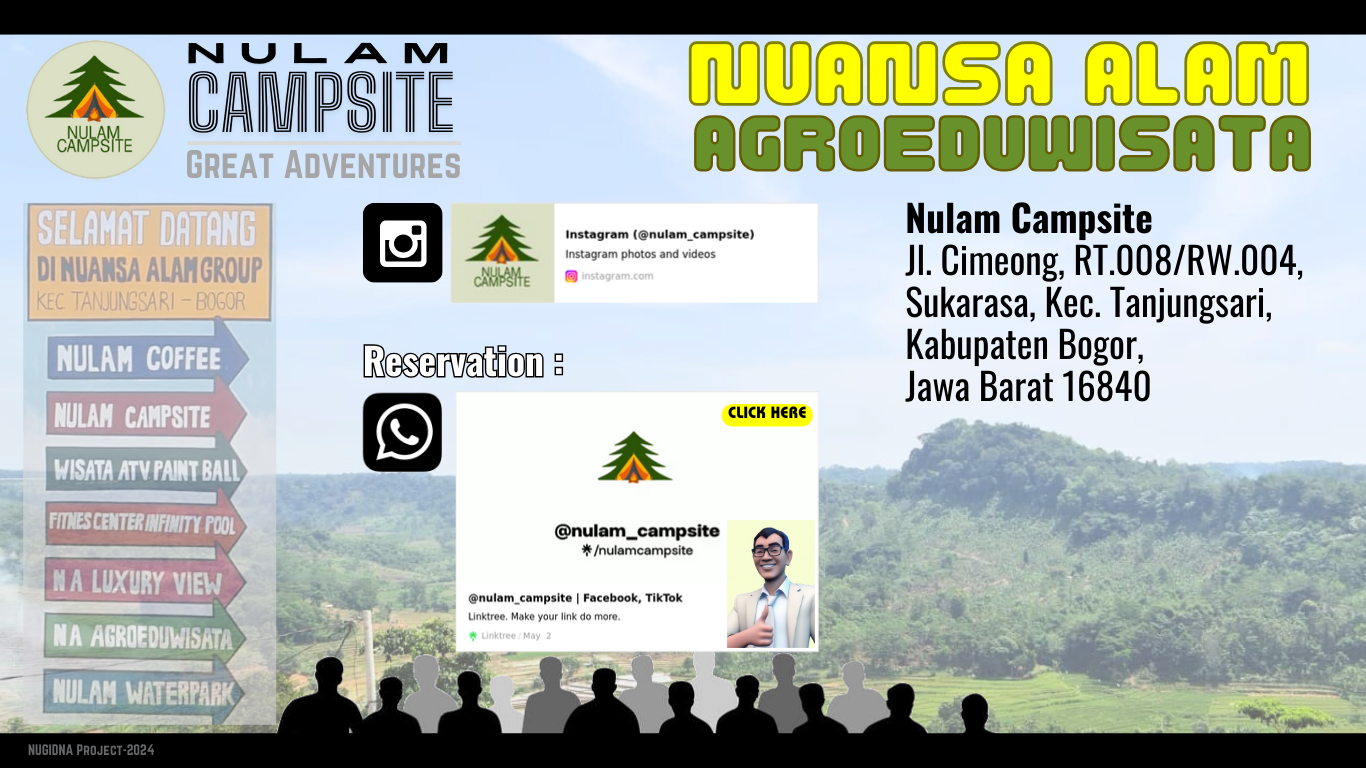 NULAM
CAMPSITE
NULAM
CAMPSITE
GREAT ADVENTURES
NUANSA ALAM
AGROEDUWISATA
SELAMAT DATANG
DI NUANSA ALAM GROUP
KEC TANJUNGSARI - BOGOR
NULAM COFFEE
NULAM CAMPSITE
WISATA ATV PAINT BALL
FITNES CENTER INFINITY POOL
N A LUXURY VIEW
N A AGROEDUWISATA
NULAM WATERPARK
NULAM
CAMPSITE
Instagram (@nulam_campsite)
Instagram photos and videos
instagram.com
Reservation :
CLICK HERE
@nulam_campsite
/nulamcampsite
@nulam_campsite | Facebook, TikTok
Linktree. Make your link do more.
Linktree / May 2
Nulam Campsite
Jl. Cimeong, RT.008/RW.004,
Sukarasa, Kec. Tanjungsari,
Kabupaten Bogor,
Jawa Barat 16840
NUGIDNA PROJECT-2024